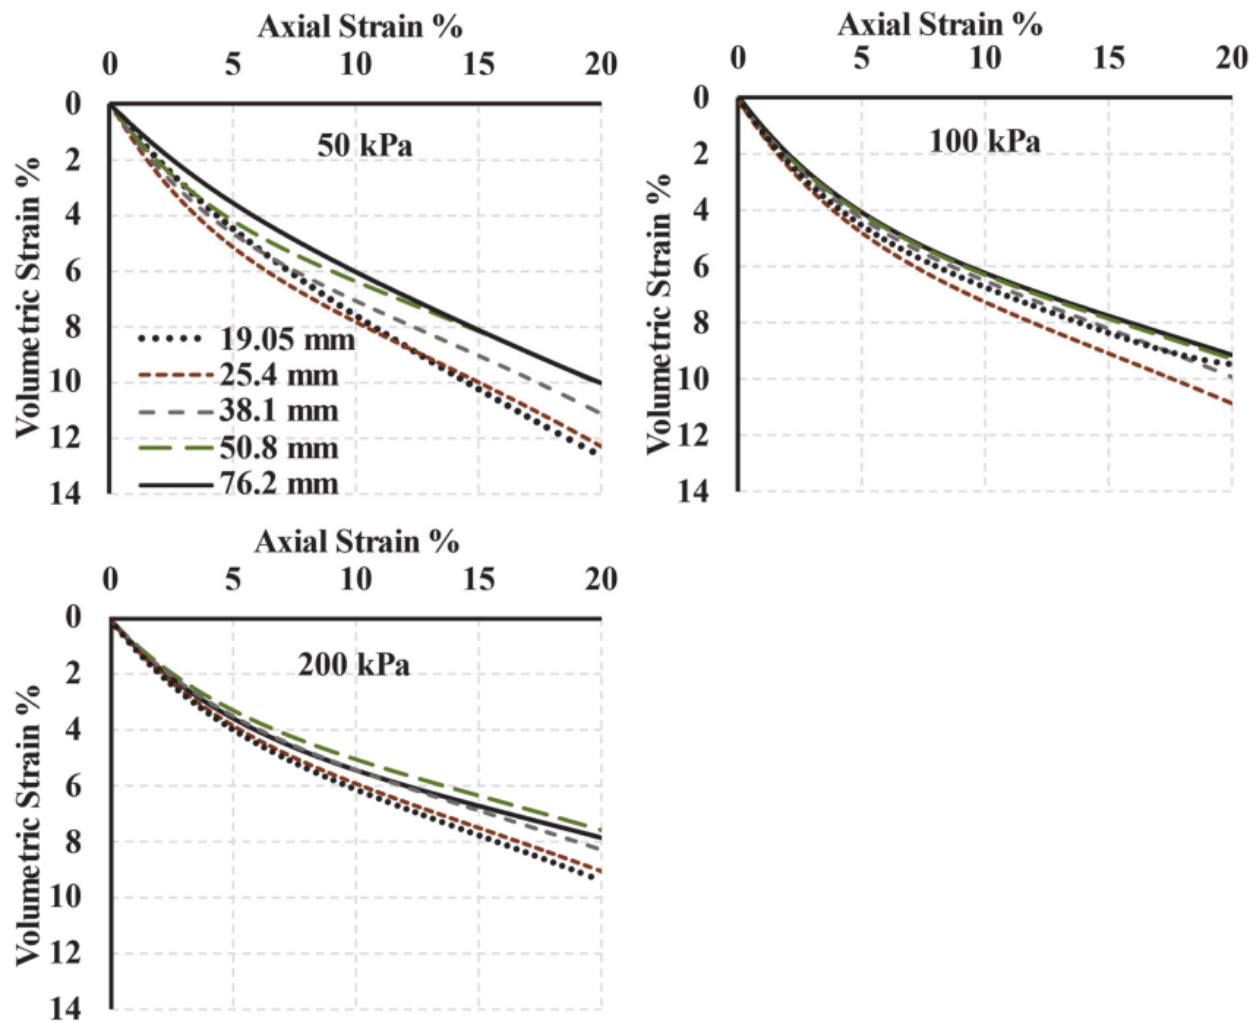 Axial Strain %
0 5 10 15 20
0
2
4
6
8
10
12
14
Volumetric Strain %
50 kPa
19.05 mm
25.4 mm
38.1 mm
50.8 mm
76.2 mm
Axial Strain %
0 5 10 15 20
0
2
4
6
8
10
12
14
Volumetric Strain %
100 kPa
Axial Strain %
0 5 10 15 20
0
2
4
6
8
10
12
14
Volumetric Strain %
200 kPa